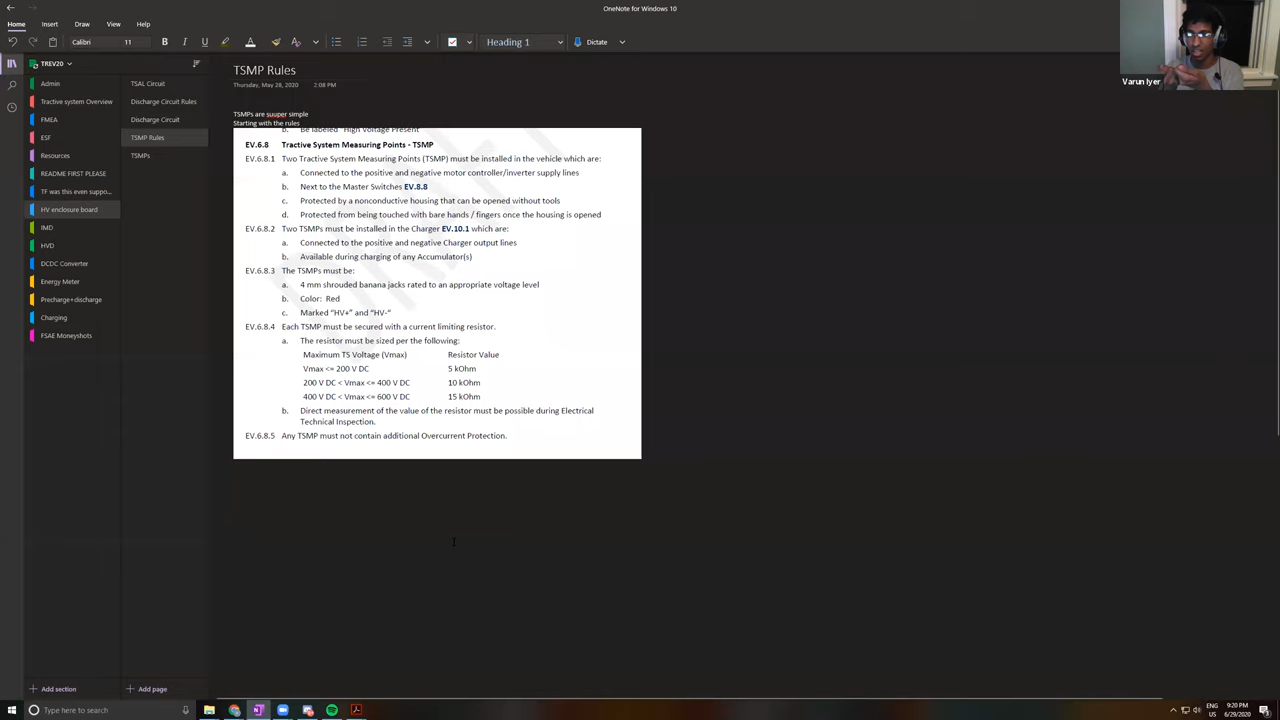 OneNote for Windows 10
Home Insert Draw View Help
Calibri 11 B I U A Heading 1 Dictate
TREV20
Admin
Tractive system Overview
FMEA
ESF
Resources
README FIRST PLEASE
TF was this even suppo...
HV enclosure board
IMD
HVD
DCDC Converter
Energy Meter
Precharge+discharge
Charging
FSAE Moneyshots
Add section
TSAL Circuit
Discharge Circuit Rules
Discharge Circuit
TSMP Rules
TSMPs
Add page
TSMP Rules
Thursday, May 28, 2020 2:08 PM
TSMPs are suuper simple
Starting with the rules
b. Be labeled "High Voltage Present"
EV.6.8 Tractive System Measuring Points - TSMP
EV.6.8.1 Two Tractive System Measuring Points (TSMP) must be installed in the vehicle which are:
a. Connected to the positive and negative motor controller/inverter supply lines
b. Next to the Master Switches EV.8.8
c. Protected by a nonconductive housing that can be opened without tools
d. Protected from being touched with bare hands / fingers once the housing is opened
EV.6.8.2 Two TSMPs must be installed in the Charger EV.10.1 which are:
a. Connected to the positive and negative Charger output lines
b. Available during charging of any Accumulator(s)
EV.6.8.3 The TSMPs must be:
a. 4 mm shrouded banana jacks rated to an appropriate voltage level
b. Color: Red
c. Marked "HV+" and "HV-"
EV.6.8.4 Each TSMP must be secured with a current limiting resistor.
a. The resistor must be sized per the following:
Maximum TS Voltage (Vmax) Resistor Value
Vmax <= 200 V DC 5 kOhm
200 V DC < Vmax <= 400 V DC 10 kOhm
400 V DC < Vmax <= 600 V DC 15 kOhm
b. Direct measurement of the value of the resistor must be possible during Electrical
Technical Inspection.
EV.6.8.5 Any TSMP must not contain additional Overcurrent Protection.
Varun Iyer
Type here to search
ENG
US
9:20 PM
6/29/2020